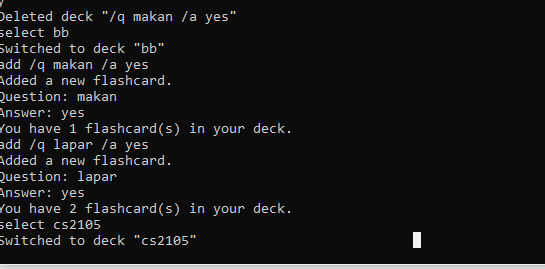 y
Deleted deck "/q makan /a yes"
select bb
Switched to deck "bb"
add /q makan /a yes
Added a new flashcard.
Question: makan
Answer: yes
You have 1 flashcard(s) in your deck.
add /q lapar /a yes
Added a new flashcard.
Question: lapar
Answer: yes
You have 2 flashcard(s) in your deck.
select cs2105
Switched to deck "cs2105"